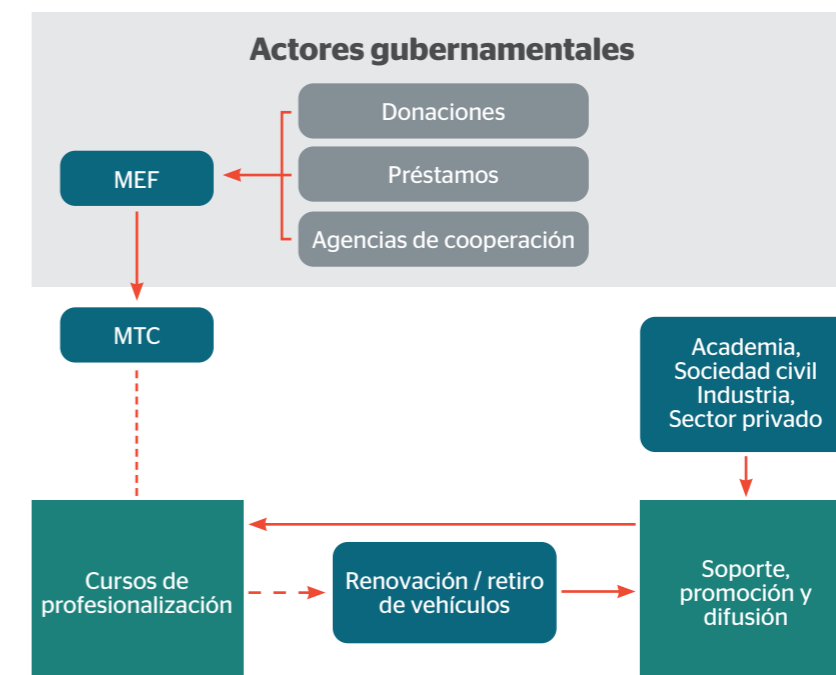 Actores gubernamentales
Donaciones
MEF
Préstamos
Agencias de cooperación
MTC
Academia,
Sociedad civil
Industria,
Sector privado
Cursos de
profesionalización
Renovación / retiro
de vehículos
Soporte,
promoción y
difusión